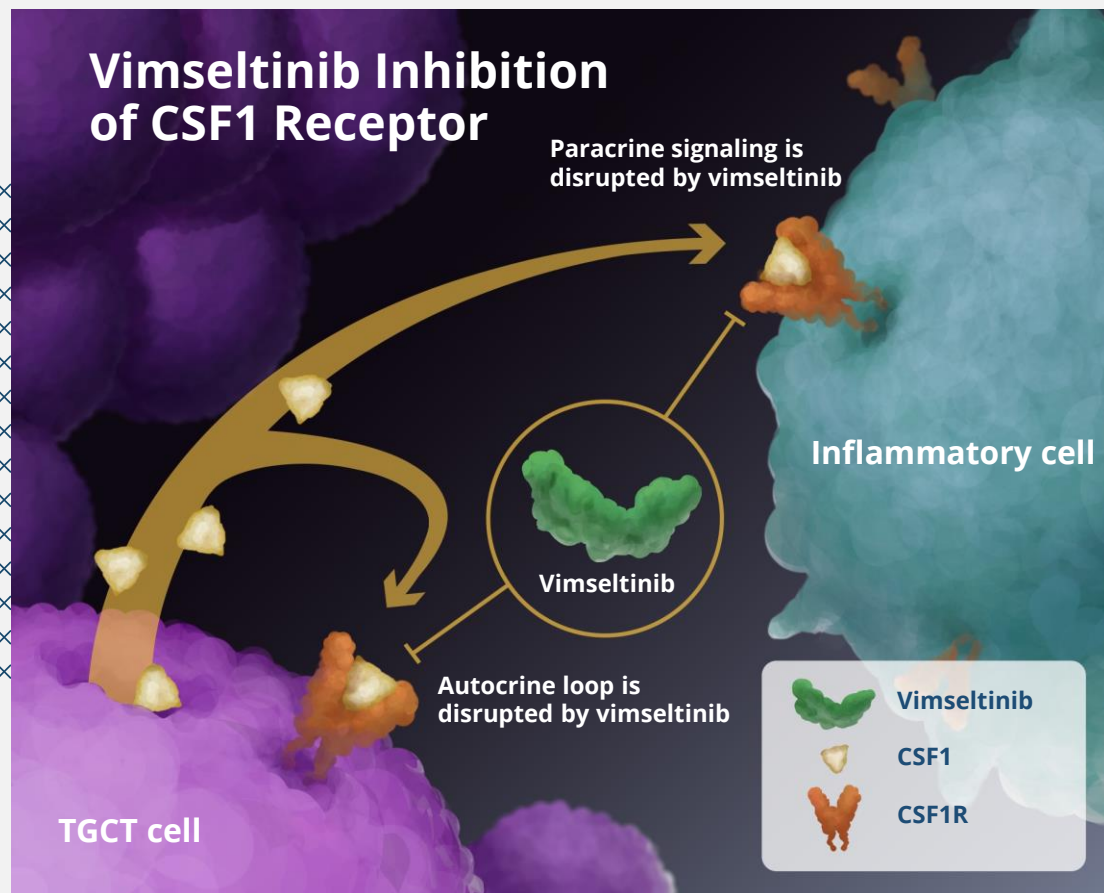 Vimseltinib Inhibition
of CSF1 Receptor
Paracrine signaling is
disrupted by vimseltinib
Inflammatory cell
Vimseltinib
Autocrine loop is
disrupted by vimseltinib
TGCT cell
Vimseltinib
CSF1
CSF1R